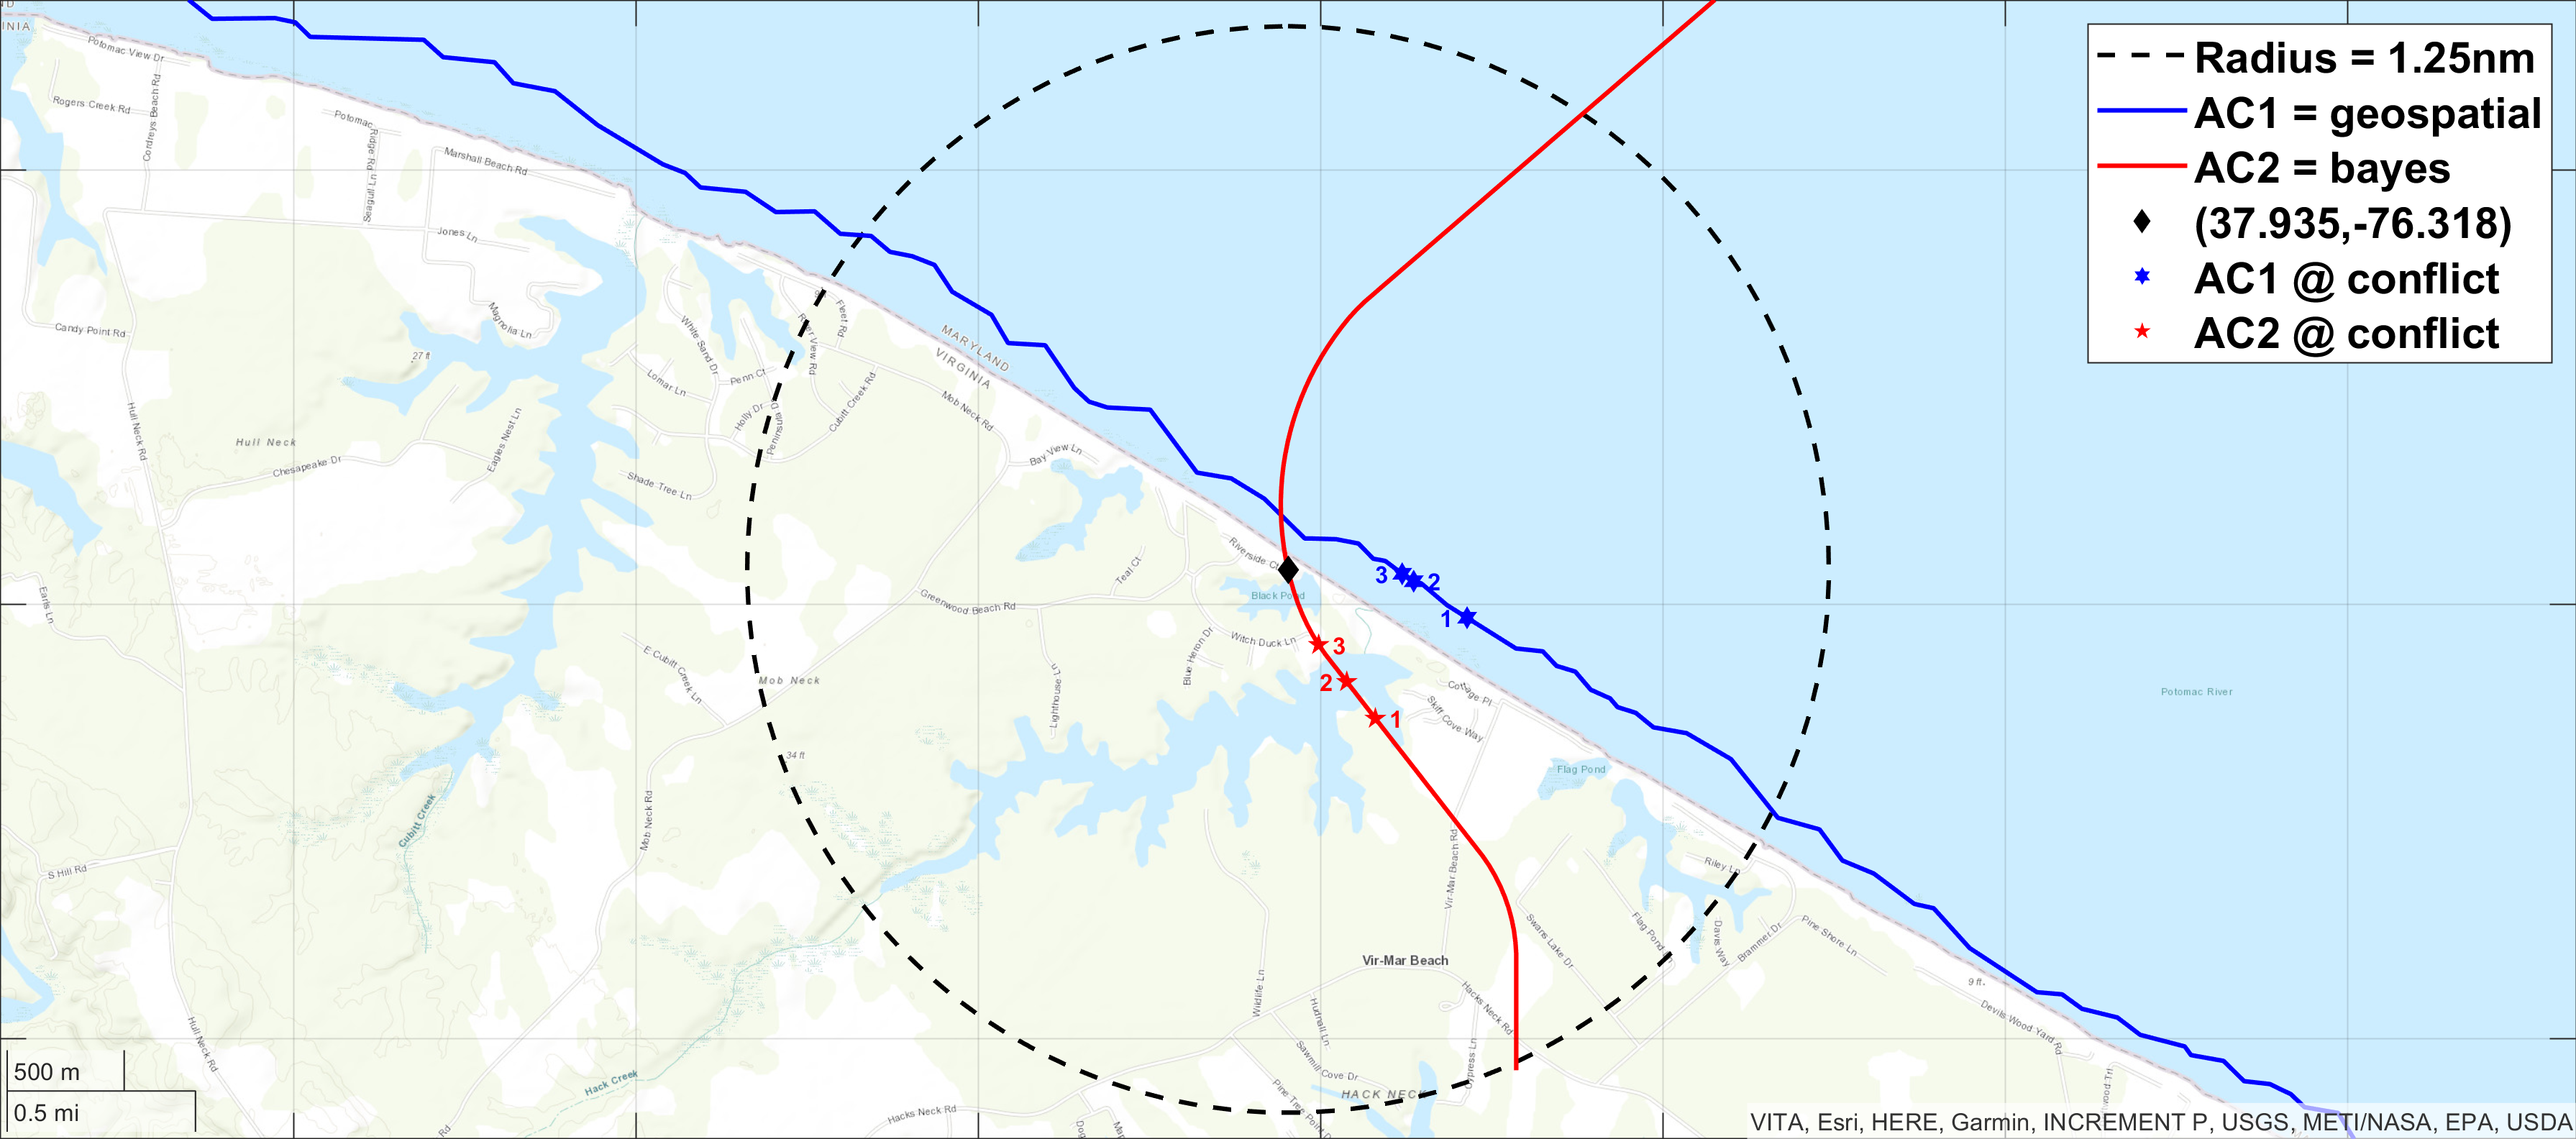 INIA
Potomac View Dr
Rogers Creek Rd
Cordreys Beach Rd
Potomac
Ridge Rd
Seagull Ln
Marshall Beach Rd
Jones Ln
Magnolia Ln
Candy Point Rd
27 ft
Hull Neck Rd
Hull Neck
Chesapeake Dr
Eagles Nest Ln
White Sand Dr
River View Rd
Fleet Rd
Lomar Ln
Penn Ct
Holly Dr
Peninsula D
Cubitt Creek Rd
Shade Tree Ln
MARYLAND
VIRGINIA
Mob Neck Rd
Bay View Ln
Radius = 1.25nm
AC1 = geospatial
AC2 = bayes
(37.935,-76.318)
AC1 @ conflict
AC2 @ conflict
Riverside Ct
Teal Ct
Black Pond
Greenwood Beach Rd
Earls Ln
3
2
1
Witch Duck Ln
Blue Heron Dr
3
2
1
E Cubitt Creek Ln
Mob Neck
Lighthouse Ln
Cottage Pl
Skiff Cove Way
Potomac River
34 ft
Flag Pond
Cubitt Creek
Mob Neck Rd
S Hill Rd
Vir-Mar Beach Rd
Riley Ln
Swans Lake Dr
Flag Pond Ln
Davis Way
Brammer Dr
Pine Shore Ln
Vir-Mar Beach
Wildlife Ln
Hacks Neck Rd
9 ft
Hudnall Ln
Devils Wood Yard Rd
Hull Neck Rd
Sawmill Cove Dr
Cypress Ln
500 m
Hack Creek
HACK NECK
Pine Tree Point D
0.5 mi
Hacks Neck Rd
Rd
VITA, Esri, HERE, Garmin, INCREMENT P, USGS, METI/NASA, EPA, USDA